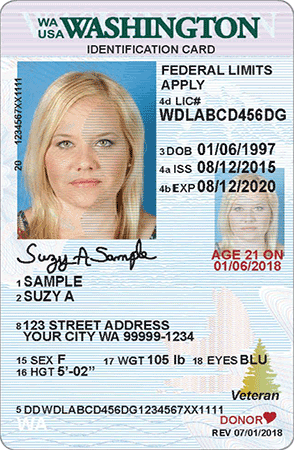 WA USA WASHINGTON
IDENTIFICATION CARD
FEDERAL LIMITS
APPLY
4d LIC#
WDLABCD456DG
3 DOB 01/06/1997
4a ISS 08/12/2015
4b EXP 08/12/2020
20 1234567XX1111
Suzy A Sample
AGE 21 ON
01/06/2018
1 SAMPLE
2 SUZY A
8 123 STREET ADDRESS
YOUR CITY WA 99999-1234
15 SEX F 17 WGT 105 lb 18 EYES BLU
16 HGT 5'-02"
Veteran
5 DD WDLABCD456DG1234567XX1111
WA
DONOR
REV 07/01/2018